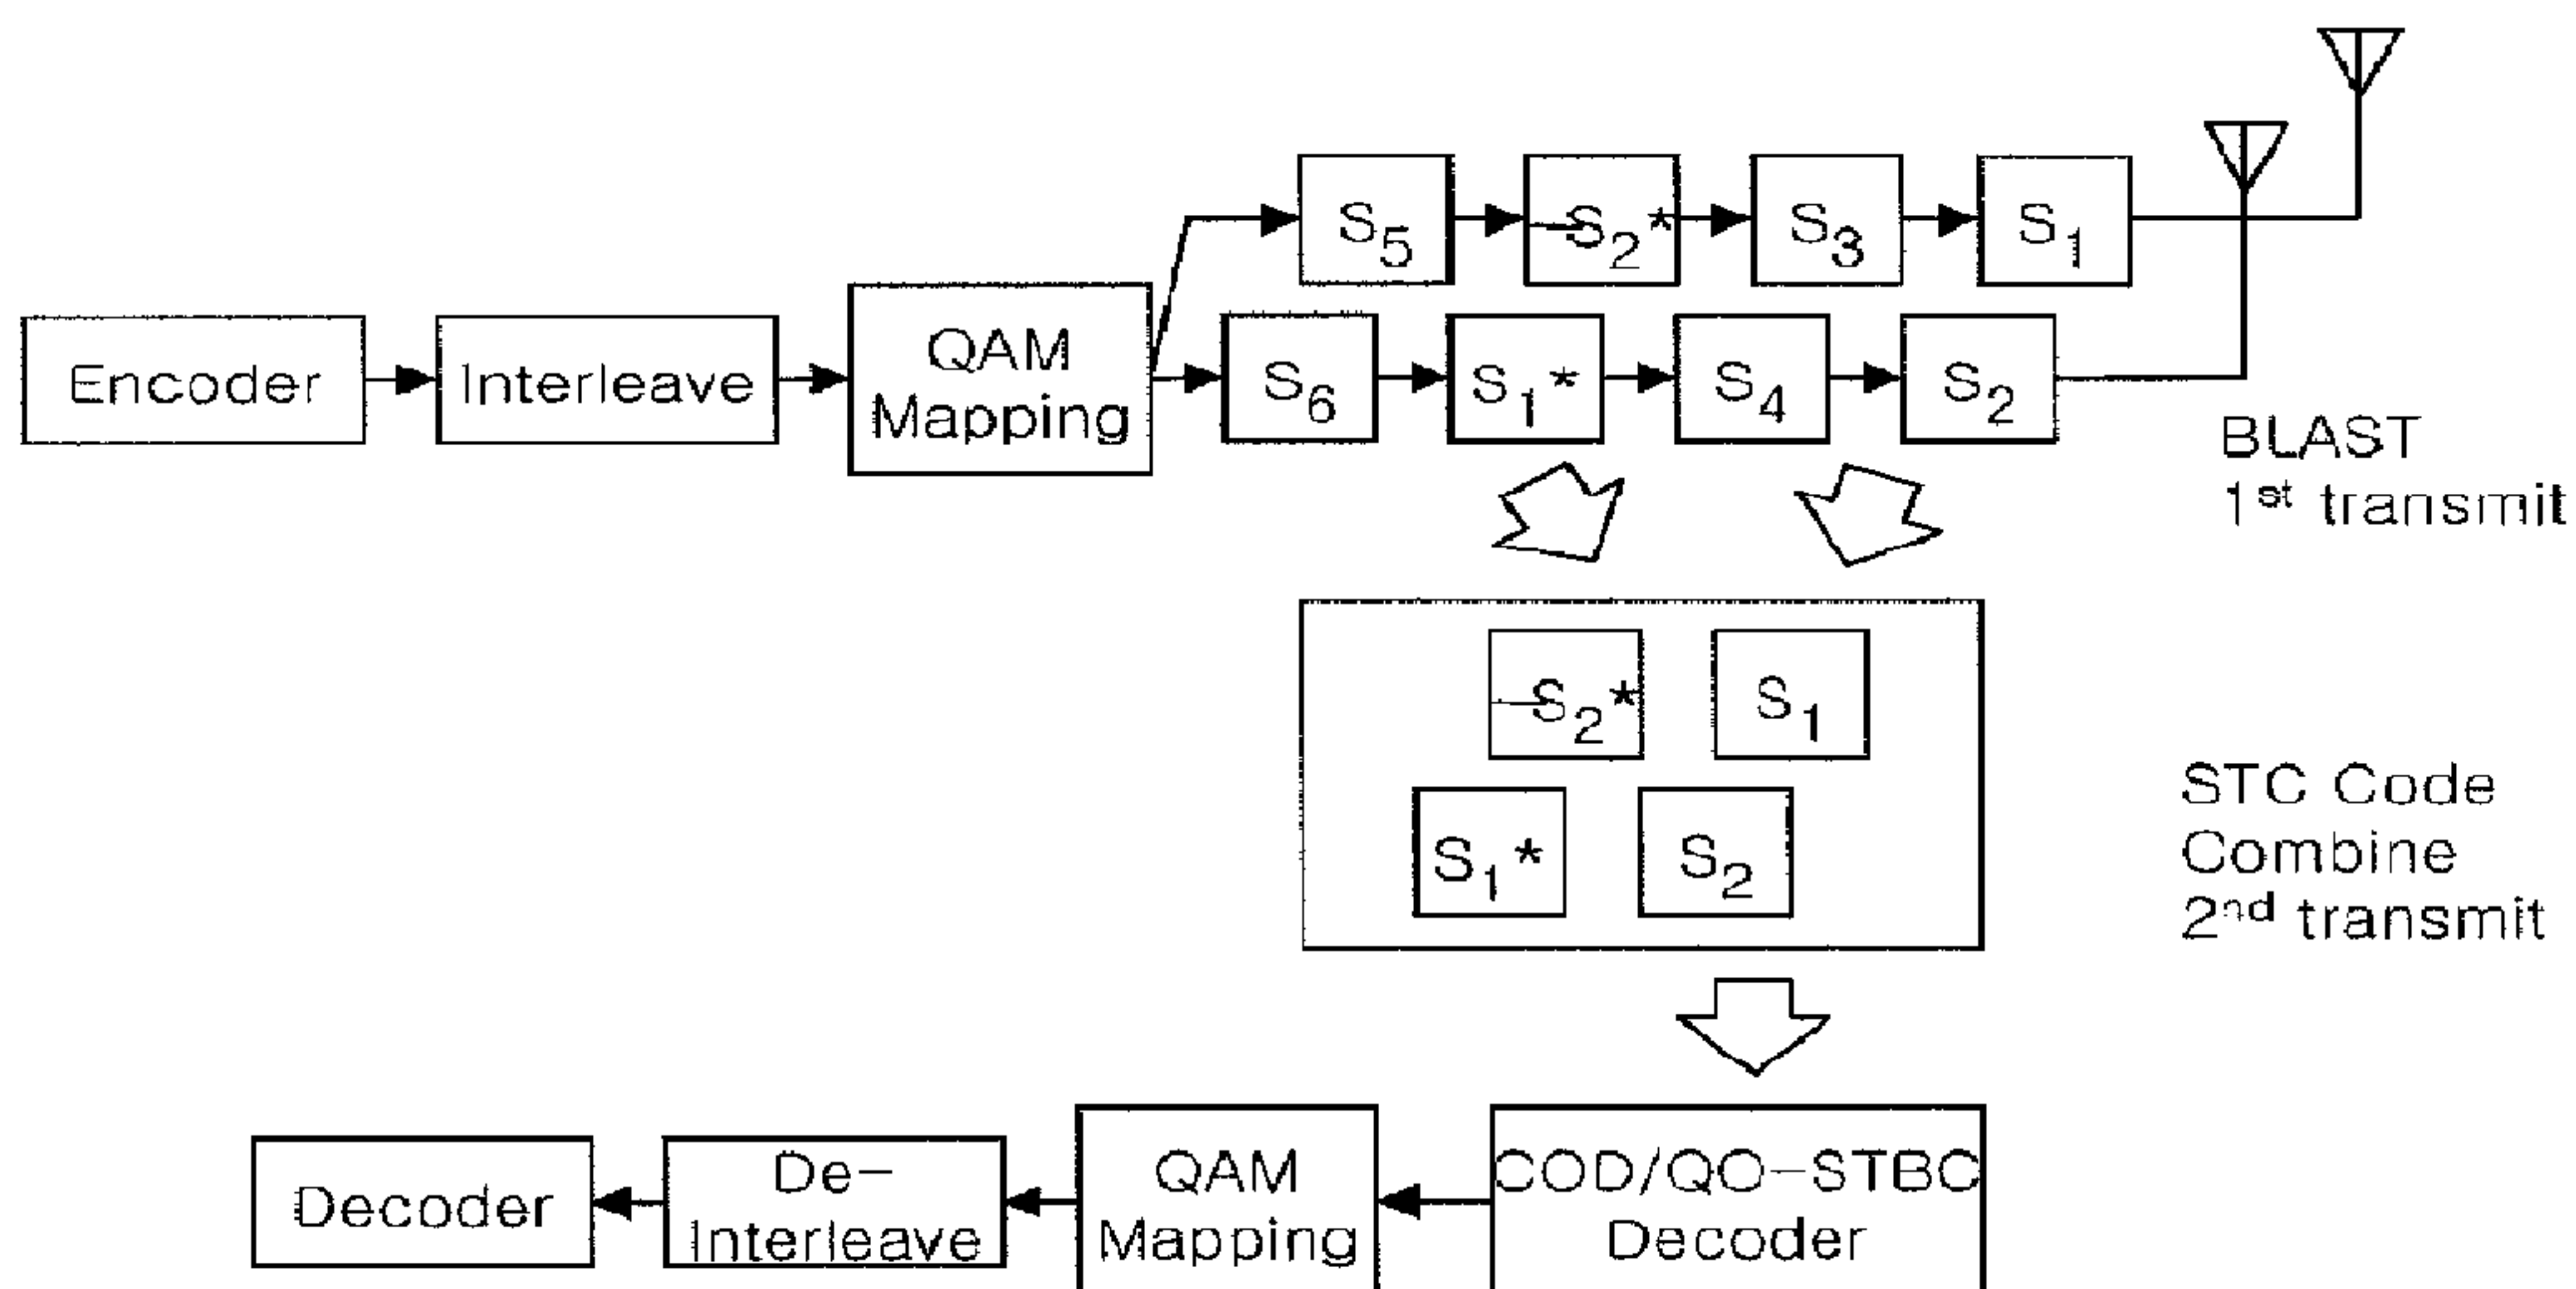 S5
-S2*
S3
S1
Encoder
Interleave
QAM
Mapping
S6
S1*
S4
S2
BLAST
1st transmit
-S2*
S1
S1*
S2
STC Code
Combine
2nd transmit
Decoder
De-
Interleave
QAM
Mapping
COD/QO-STBC
Decoder